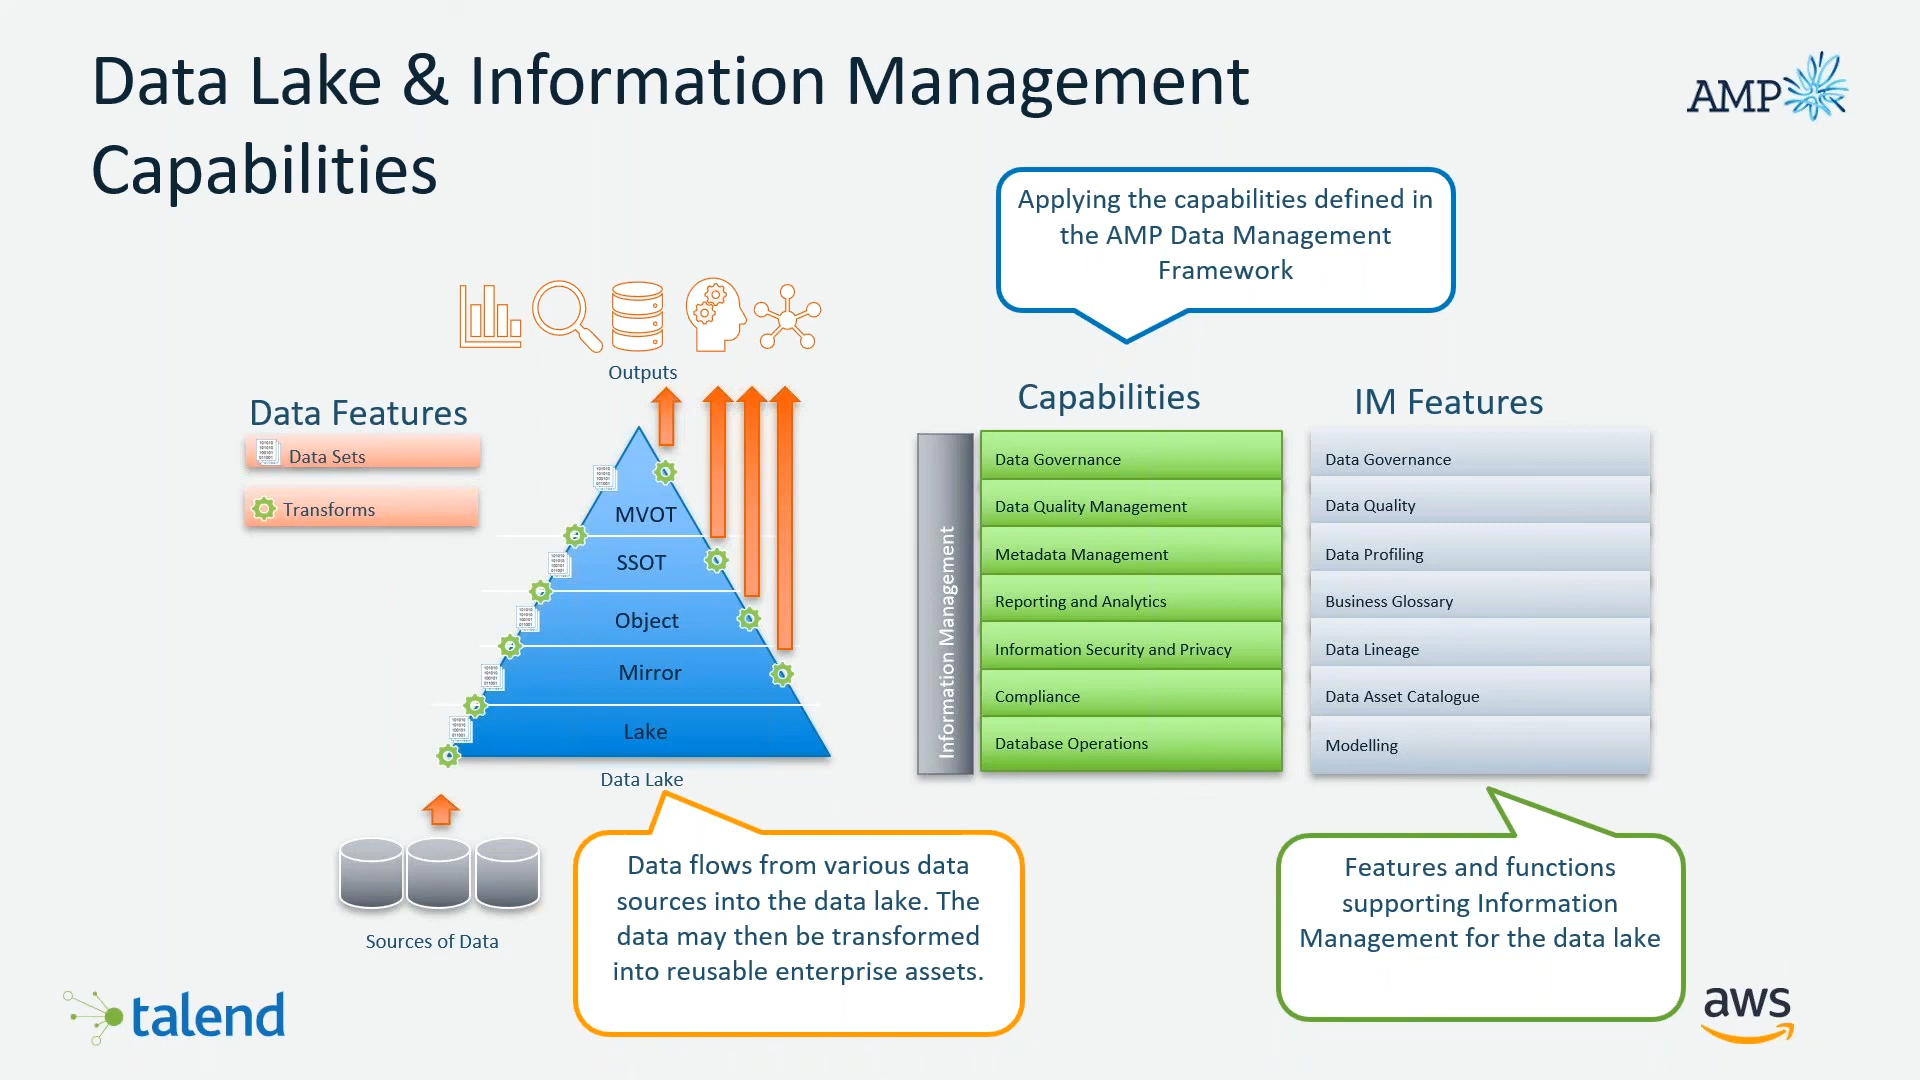 Data Lake & Information Management
Capabilities
AMP
Applying the capabilities defined in
the AMP Data Management
Framework
Outputs
Data Features
Data Sets
Transforms
MVOT
SSOT
Object
Mirror
Lake
Data Lake
Sources of Data
Data flows from various data
sources into the data lake. The
data may then be transformed
into reusable enterprise assets.
Information Management
Capabilities
Data Governance
Data Quality Management
Metadata Management
Reporting and Analytics
Information Security and Privacy
Compliance
Database Operations
IM Features
Data Governance
Data Quality
Data Profiling
Business Glossary
Data Lineage
Data Asset Catalogue
Modelling
Features and functions
supporting Information
Management for the data lake
talend
aws